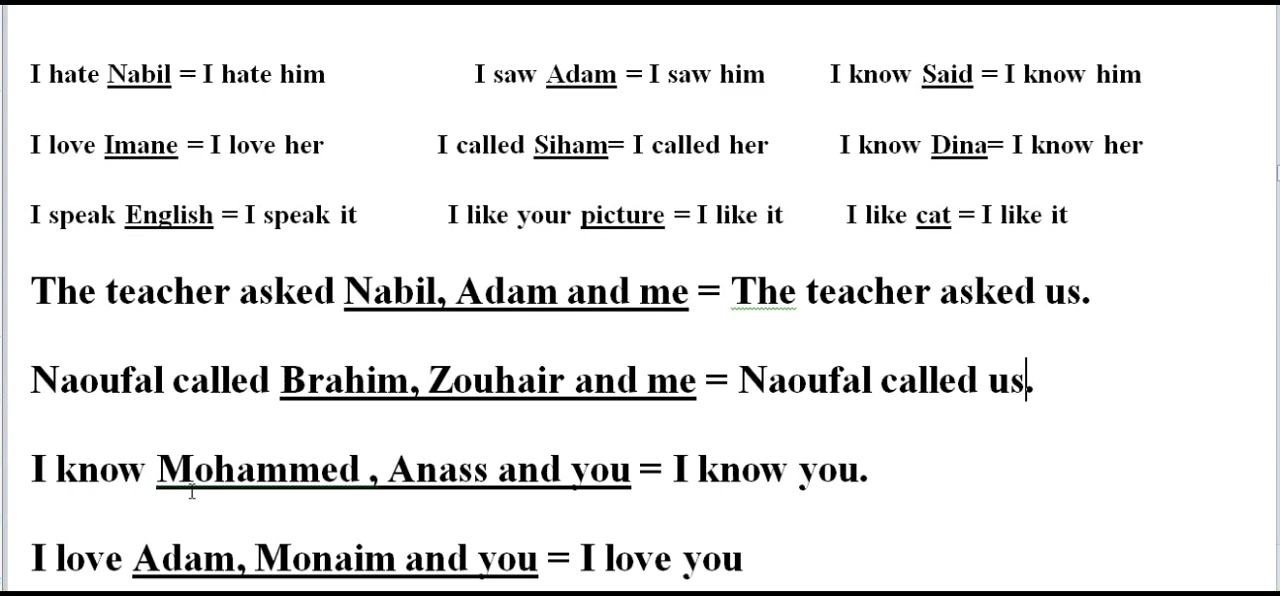 I hate Nabil = I hate him I saw Adam = I saw him I know Said = I know him
I love Imane = I love her I called Siham= I called her I know Dina= I know her
I speak English = I speak it I like your picture = I like it I like cat = I like it
The teacher asked Nabil, Adam and me = The teacher asked us.
Naoufal called Brahim, Zouhair and me = Naoufal called us.
I know Mohammed , Anass and you = I know you.
I love Adam, Monaim and you = I love you